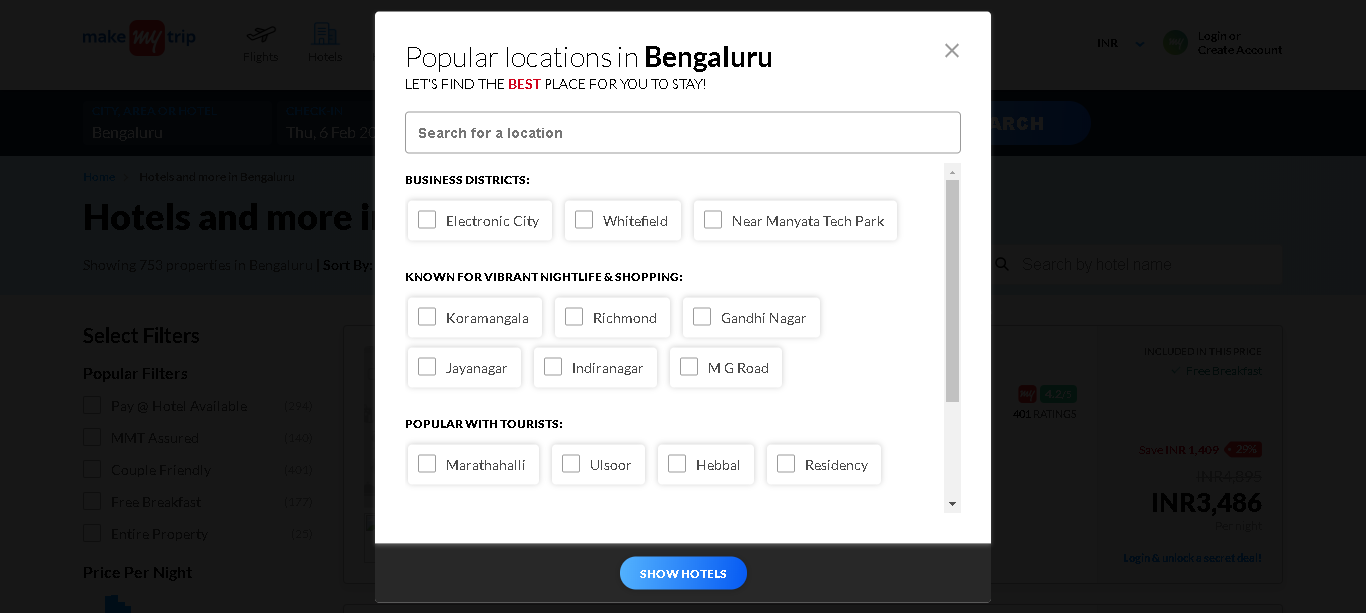 make my trip
Flights
Hotels
INR
Login or
Create Account
CITY, AREA OR HOTEL
Bengaluru
CHECK-IN
Thu, 6 Feb 20
ARCH
Home
Hotels and more in Bengaluru
Hotels and more i
Showing 753 properties in Bengaluru | Sort By:
Search by hotel name
Popular locations in Bengaluru
LET'S FIND THE BEST PLACE FOR YOU TO STAY!
Search for a location
BUSINESS DISTRICTS:
Electronic City
Whitefield
Near Manyata Tech Park
KNOWN FOR VIBRANT NIGHTLIFE & SHOPPING:
Koramangala
Richmond
Gandhi Nagar
Jayanagar
Indiranagar
M G Road
POPULAR WITH TOURISTS:
Marathahalli
Ulsoor
Hebbal
Residency
SHOW HOTELS
Select Filters
Popular Filters
Pay @ Hotel Available (194)
MMT Assured (140)
Couple Friendly
Free Breakfast (177)
Entire Property (25)
Price Per Night
INCLUDED IN THIS PRICE
Free Breakfast
my 4.2/5
401 RATINGS
Save INR 1,409 29%
INR4,895
INR3,486
Per night
Login & unlock a secret deal!